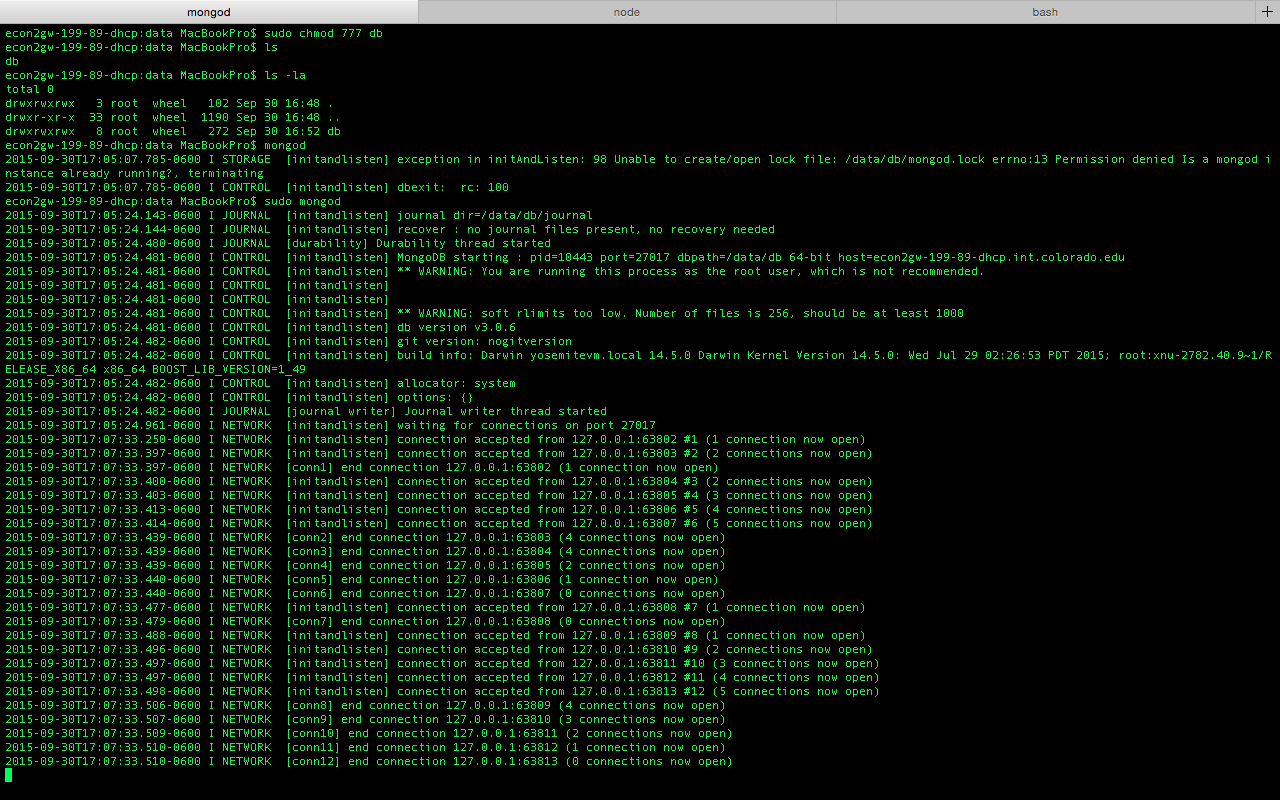 mongod
node
bash
+
econ2gw-199-89-dhcp:data MacBookPro$ sudo chmod 777 db
econ2gw-199-89-dhcp:data MacBookPro$ ls
db
econ2gw-199-89-dhcp:data MacBookPro$ ls -la
total 0
drwxrwxrwx   3 root  wheel   102 Sep 30 16:48 .
drwxr-xr-x  33 root  wheel  1190 Sep 30 16:48 ..
drwxrwxrwx   8 root  wheel   272 Sep 30 16:52 db
econ2gw-199-89-dhcp:data MacBookPro$ mongod
2015-09-30T17:05:07.785-0600 I STORAGE  [initandlisten] exception in initAndListen: 98 Unable to create/open lock file: /data/db/mongod.lock errno:13 Permission denied Is a mongod i
nstance already running?, terminating
2015-09-30T17:05:07.785-0600 I CONTROL  [initandlisten] dbexit:  rc: 100
econ2gw-199-89-dhcp:data MacBookPro$ sudo mongod
2015-09-30T17:05:24.143-0600 I JOURNAL  [initandlisten] journal dir=/data/db/journal
2015-09-30T17:05:24.144-0600 I JOURNAL  [initandlisten] recover : no journal files present, no recovery needed
2015-09-30T17:05:24.480-0600 I JOURNAL  [durability] Durability thread started
2015-09-30T17:05:24.481-0600 I CONTROL  [initandlisten] MongoDB starting : pid=10443 port=27017 dbpath=/data/db 64-bit host=econ2gw-199-89-dhcp.int.colorado.edu
2015-09-30T17:05:24.481-0600 I CONTROL  [initandlisten] ** WARNING: You are running this process as the root user, which is not recommended.
2015-09-30T17:05:24.481-0600 I CONTROL  [initandlisten]
2015-09-30T17:05:24.481-0600 I CONTROL  [initandlisten]
2015-09-30T17:05:24.481-0600 I CONTROL  [initandlisten] ** WARNING: soft rlimits too low. Number of files is 256, should be at least 1000
2015-09-30T17:05:24.481-0600 I CONTROL  [initandlisten] db version v3.0.6
2015-09-30T17:05:24.481-0600 I CONTROL  [initandlisten] git version: nogitversion
2015-09-30T17:05:24.481-0600 I CONTROL  [initandlisten] build info: Darwin yosemitevm.local 14.5.0 Darwin Kernel Version 14.5.0: Wed Jul 29 02:26:53 PDT 2015; root:xnu-2782.40.9~1/R
ELEASE_X86_64 x86_64 BOOST_LIB_VERSION=1_49
2015-09-30T17:05:24.482-0600 I CONTROL  [initandlisten] allocator: system
2015-09-30T17:05:24.482-0600 I CONTROL  [initandlisten] options: {}
2015-09-30T17:05:24.482-0600 I JOURNAL  [journal writer] Journal writer thread started
2015-09-30T17:05:24.961-0600 I NETWORK  [initandlisten] waiting for connections on port 27017
2015-09-30T17:07:33.250-0600 I NETWORK  [initandlisten] connection accepted from 127.0.0.1:63802 #1 (1 connection now open)
2015-09-30T17:07:33.397-0600 I NETWORK  [initandlisten] connection accepted from 127.0.0.1:63803 #2 (2 connections now open)
2015-09-30T17:07:33.397-0600 I NETWORK  [conn1] end connection 127.0.0.1:63802 (1 connection now open)
2015-09-30T17:07:33.400-0600 I NETWORK  [initandlisten] connection accepted from 127.0.0.1:63804 #3 (2 connections now open)
2015-09-30T17:07:33.403-0600 I NETWORK  [initandlisten] connection accepted from 127.0.0.1:63805 #4 (3 connections now open)
2015-09-30T17:07:33.413-0600 I NETWORK  [initandlisten] connection accepted from 127.0.0.1:63806 #5 (4 connections now open)
2015-09-30T17:07:33.414-0600 I NETWORK  [initandlisten] connection accepted from 127.0.0.1:63807 #6 (5 connections now open)
2015-09-30T17:07:33.439-0600 I NETWORK  [conn2] end connection 127.0.0.1:63803 (4 connections now open)
2015-09-30T17:07:33.439-0600 I NETWORK  [conn3] end connection 127.0.0.1:63804 (4 connections now open)
2015-09-30T17:07:33.439-0600 I NETWORK  [conn4] end connection 127.0.0.1:63805 (2 connections now open)
2015-09-30T17:07:33.440-0600 I NETWORK  [conn5] end connection 127.0.0.1:63806 (1 connection now open)
2015-09-30T17:07:33.440-0600 I NETWORK  [conn6] end connection 127.0.0.1:63807 (0 connections now open)
2015-09-30T17:07:33.477-0600 I NETWORK  [initandlisten] connection accepted from 127.0.0.1:63808 #7 (1 connection now open)
2015-09-30T17:07:33.479-0600 I NETWORK  [conn7] end connection 127.0.0.1:63808 (0 connections now open)
2015-09-30T17:07:33.488-0600 I NETWORK  [initandlisten] connection accepted from 127.0.0.1:63809 #8 (1 connection now open)
2015-09-30T17:07:33.496-0600 I NETWORK  [initandlisten] connection accepted from 127.0.0.1:63810 #9 (2 connections now open)
2015-09-30T17:07:33.497-0600 I NETWORK  [initandlisten] connection accepted from 127.0.0.1:63811 #10 (3 connections now open)
2015-09-30T17:07:33.497-0600 I NETWORK  [initandlisten] connection accepted from 127.0.0.1:63812 #11 (4 connections now open)
2015-09-30T17:07:33.498-0600 I NETWORK  [initandlisten] connection accepted from 127.0.0.1:63813 #12 (5 connections now open)
2015-09-30T17:07:33.506-0600 I NETWORK  [conn8] end connection 127.0.0.1:63809 (4 connections now open)
2015-09-30T17:07:33.507-0600 I NETWORK  [conn9] end connection 127.0.0.1:63810 (3 connections now open)
2015-09-30T17:07:33.509-0600 I NETWORK  [conn10] end connection 127.0.0.1:63811 (2 connections now open)
2015-09-30T17:07:33.510-0600 I NETWORK  [conn11] end connection 127.0.0.1:63812 (1 connection now open)
2015-09-30T17:07:33.510-0600 I NETWORK  [conn12] end connection 127.0.0.1:63813 (0 connections now open)